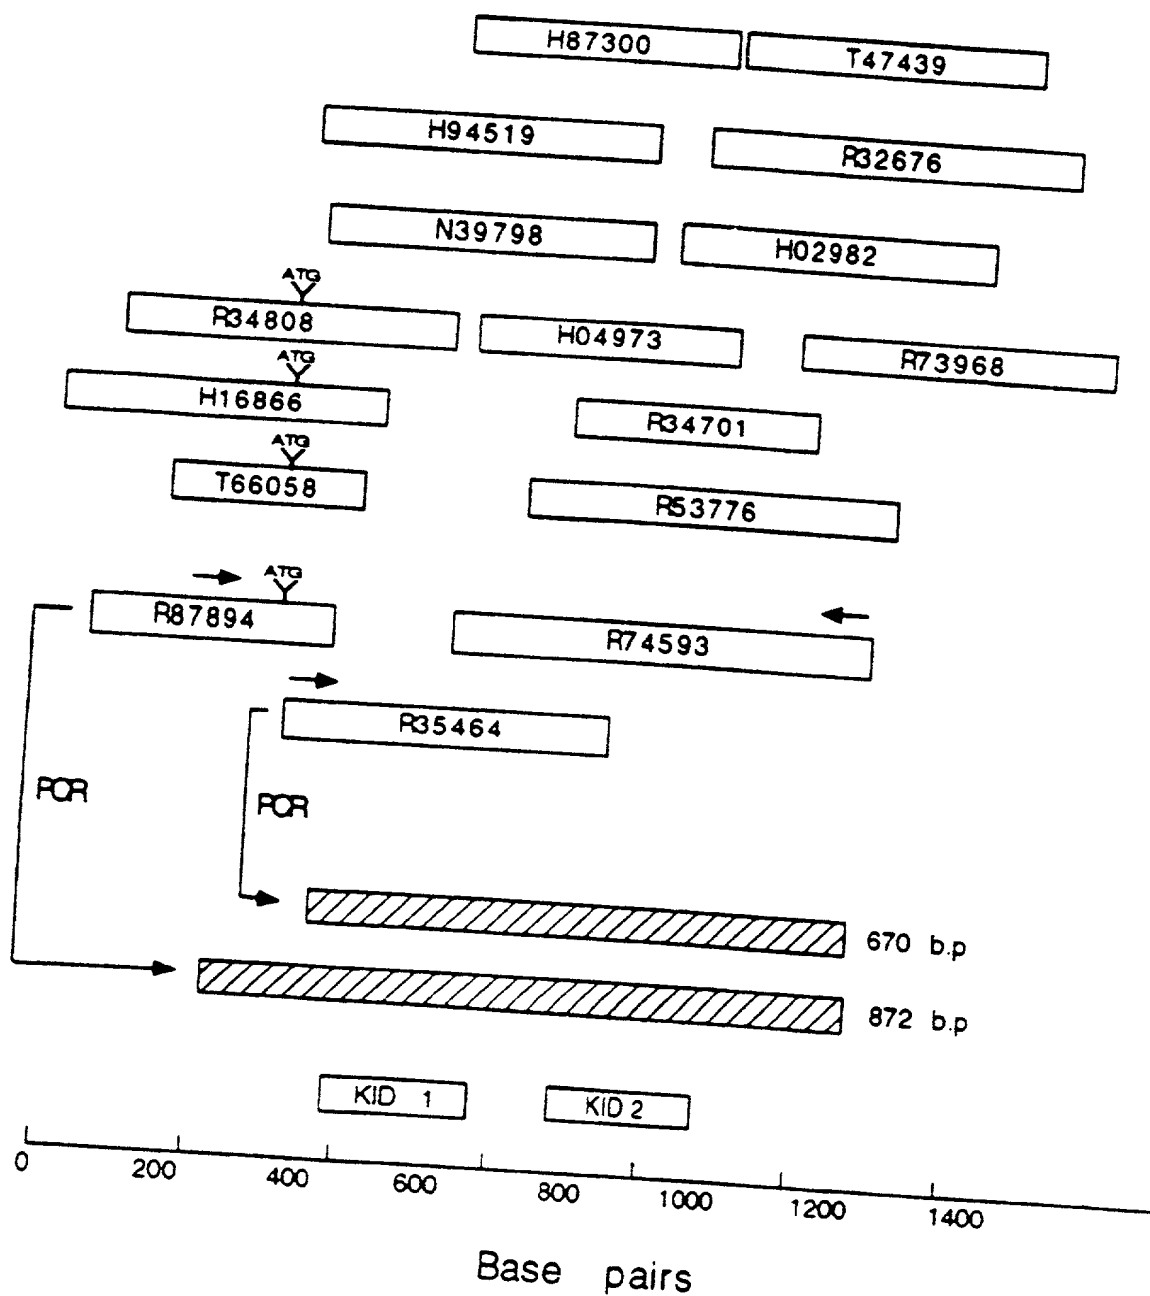 H87300
T47439
H94519
R32676
N39798
H02982
ATG
R34808
H04973
R73968
ATG
H16866
R34701
ATG
T66058
R53776
ATG
R87894
R74593
R35464
PCR
PCR
670 b.p
872 b.p
KID 1
KID 2
0 200 400 600 800 1000 1200 1400
Base pairs